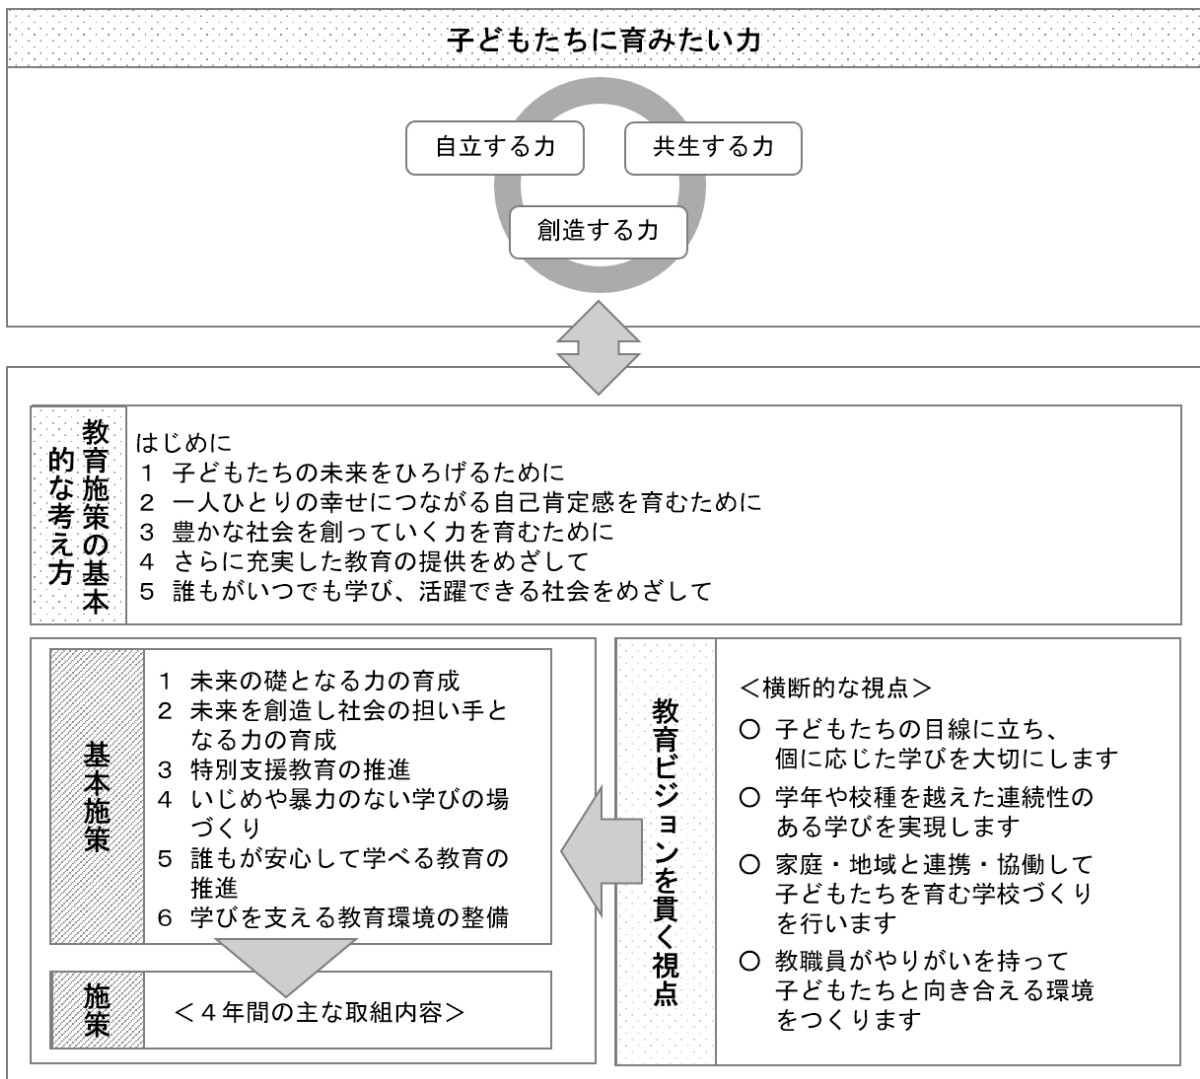 子どもたちに育みたい力
自立する力
共生する力
創造する力
教育施策の基本
的な考え方
はじめに
1 子どもたちの未来をひろげるために
2 一人ひとりの幸せにつながる自己肯定感を育むために
3 豊かな社会を創っていく力を育むために
4 さらに充実した教育の提供をめざして
5 誰もがいつでも学び、活躍できる社会をめざして
基本施策
1 未来の礎となる力の育成
2 未来を創造し社会の担い手と
なる力の育成
3 特別支援教育の推進
4 いじめや暴力のない学びの場
づくり
5 誰もが安心して学べる教育の
推進
6 学びを支える教育環境の整備
施策
<4年間の主な取組内容>
教育ビジョンを貫く視点
<横断的な視点>
○ 子どもたちの目線に立ち、
個に応じた学びを大切にします
○ 学年や校種を越えた連続性の
ある学びを実現します
○ 家庭・地域と連携・協働して
子どもたちを育む学校づくり
を行います
○ 教職員がやりがいを持って
子どもたちと向き合える環境
をつくります